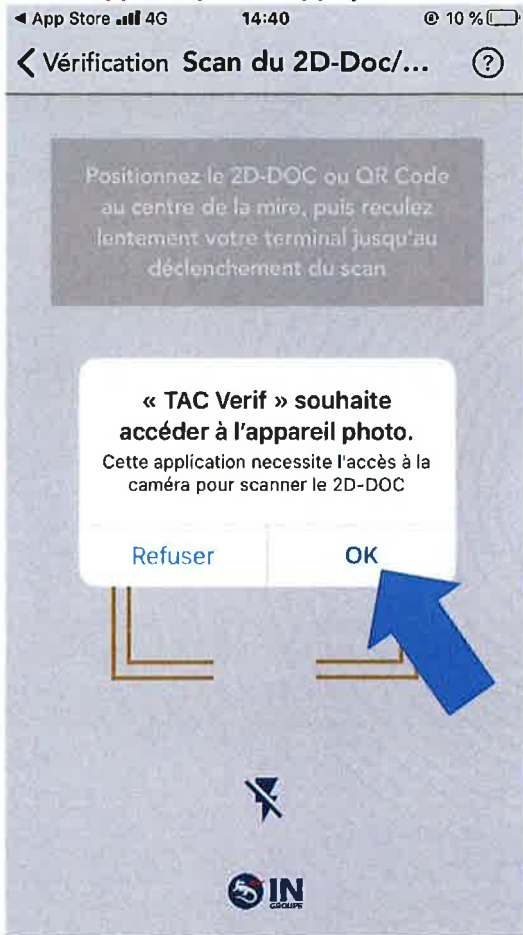 ◄ App Store 4G 14:40 10 %
Vérification Scan du 2D-Doc/... ?
Positionnez le 2D-DOC ou QR Code
au centre de la mire, puis reculez
lentement votre terminal jusqu'au
déclenchement du scan
« TAC Verif » souhaite
accéder à l'appareil photo.
Cette application necessite l'accès à la
caméra pour scanner le 2D-DOC
Refuser OK
IN
GROUPE